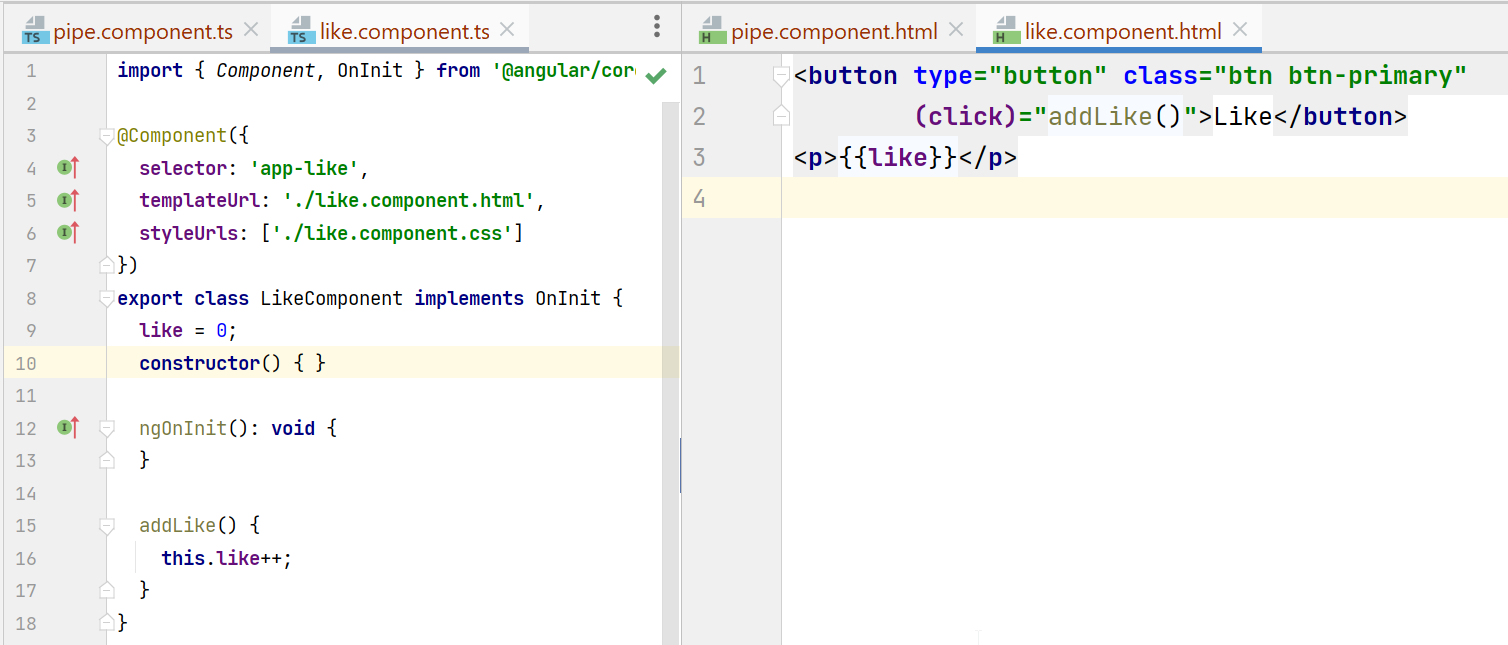 pipe.component.ts
like.component.ts
1 import { Component, OnInit } from '@angular/cor
2
3 @Component({
4 selector: 'app-like',
5 templateUrl: './like.component.html',
6 styleUrls: ['./like.component.css']
7 })
8 export class LikeComponent implements OnInit {
9 like = 0;
10 constructor() { }
11
12 ngOnInit(): void {
13 }
14
15 addLike() {
16 this.like++;
17 }
18 }
pipe.component.html
like.component.html
1 <button type="button" class="btn btn-primary"
2 (click)="addLike()">Like</button>
3 <p>{{like}}</p>
4